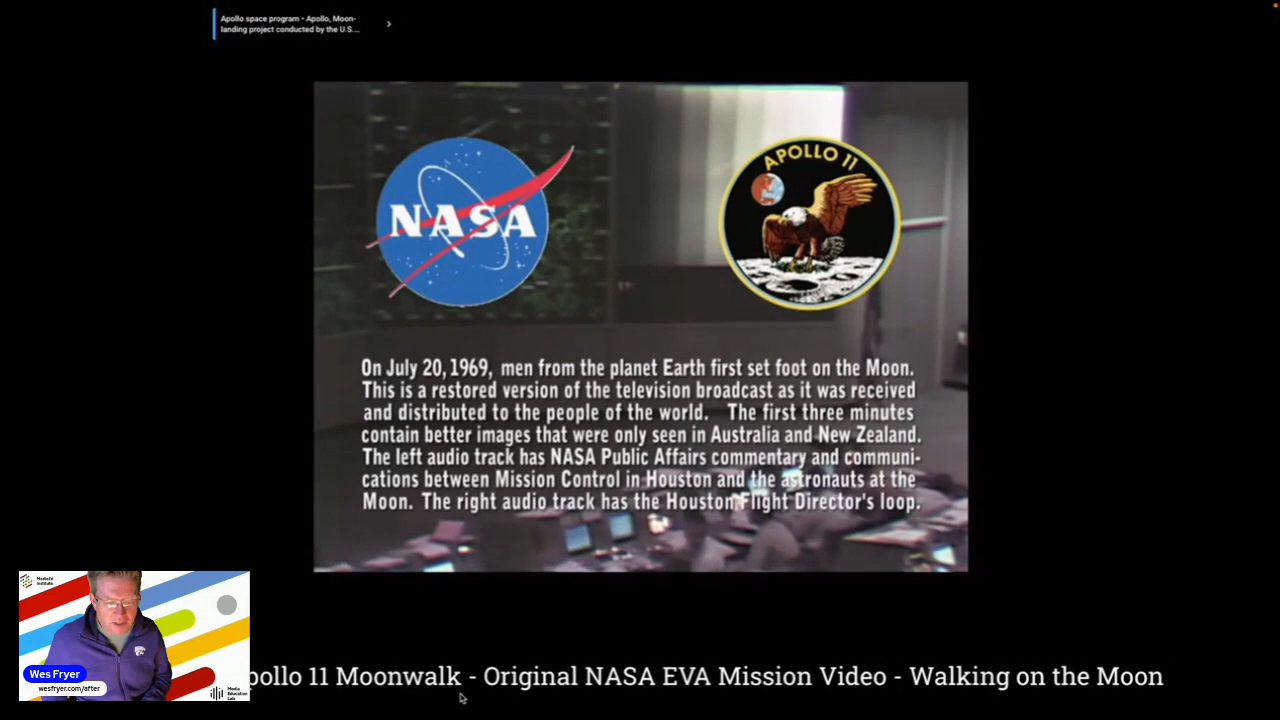 Apollo space program • Apollo, Moon-
landing project conducted by the U.S....
NASA
APOLLO 11
On July 20, 1969, men from the planet Earth first set foot on the Moon.
This is a restored version of the television broadcast as it was received
and distributed to the people of the world. The first three minutes
contain better images that were only seen in Australia and New Zealand.
The left audio track has NASA Public Affairs commentary and communi-
cations between Mission Control in Houston and the astronauts at the
Moon. The right audio track has the Houston Flight Director's loop.
MediaEd
Institute
Wes Fryer
wesfryer.com/after
Media
Education
Lab
pollo 11 Moonwalk - Original NASA EVA Mission Video - Walking on the Moon